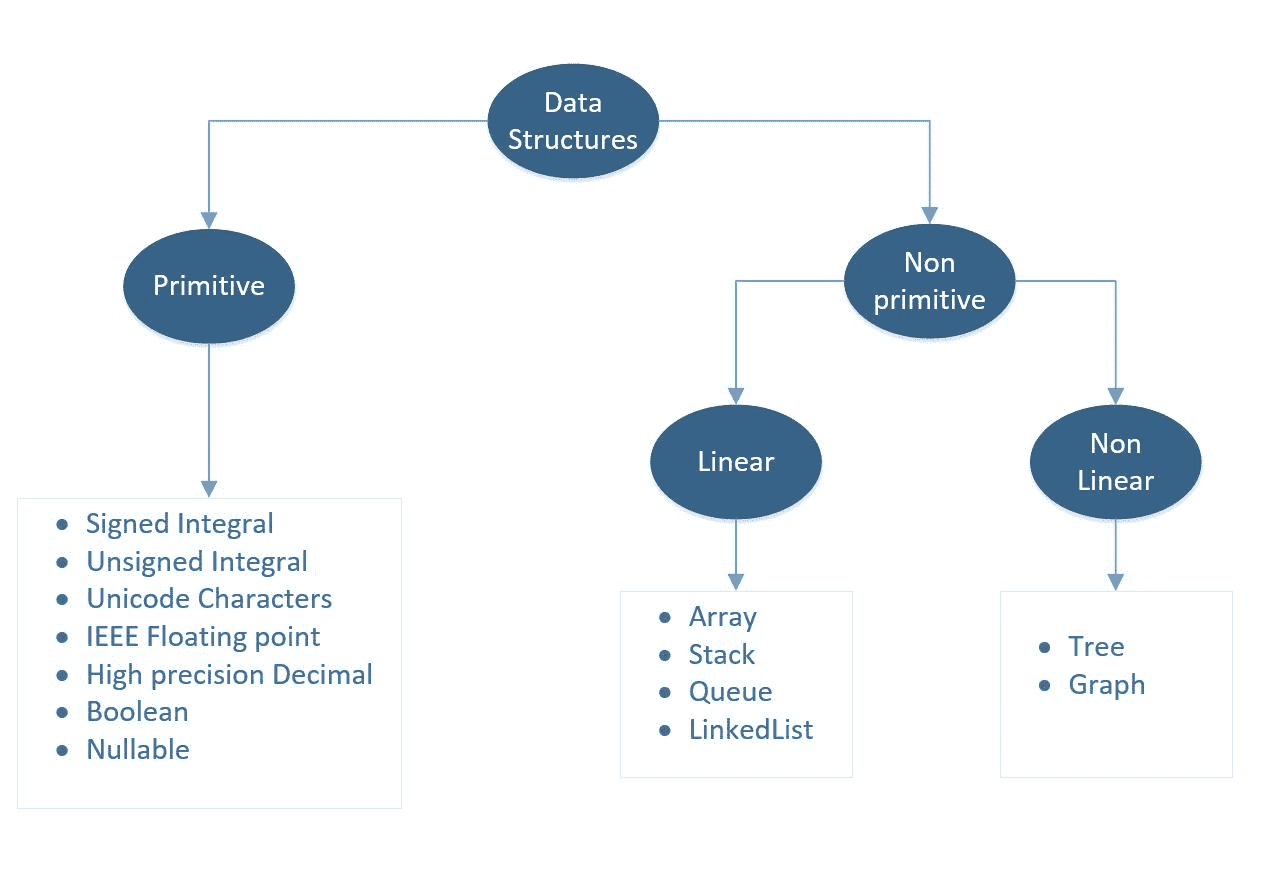 Data
Structures
Primitive
Non
primitive
Linear
Non
Linear
Signed Integral
Unsigned Integral
Unicode Characters
IEEE Floating point
High precision Decimal
Boolean
Nullable
Array
Stack
Queue
LinkedList
Tree
Graph